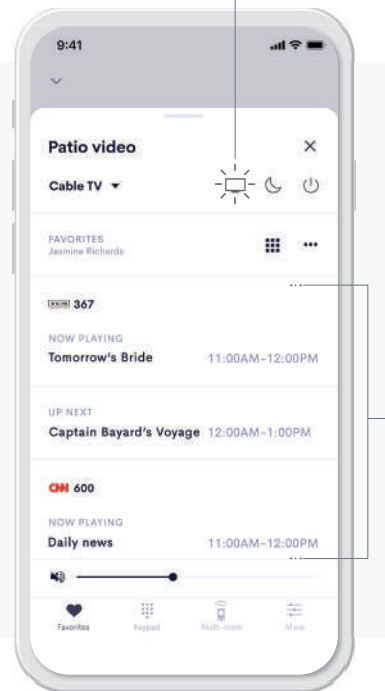 9:41
Patio video
Cable TV
FAVORITES
Jasmine Richards
367
NOW PLAYING
Tomorrow's Bride 11:00AM–12:00PM
UP NEXT
Captain Bayard's Voyage 12:00AM–1:00PM
CNN 600
NOW PLAYING
Daily news 11:00AM–12:00PM
Favorites Keypad Multi-room More